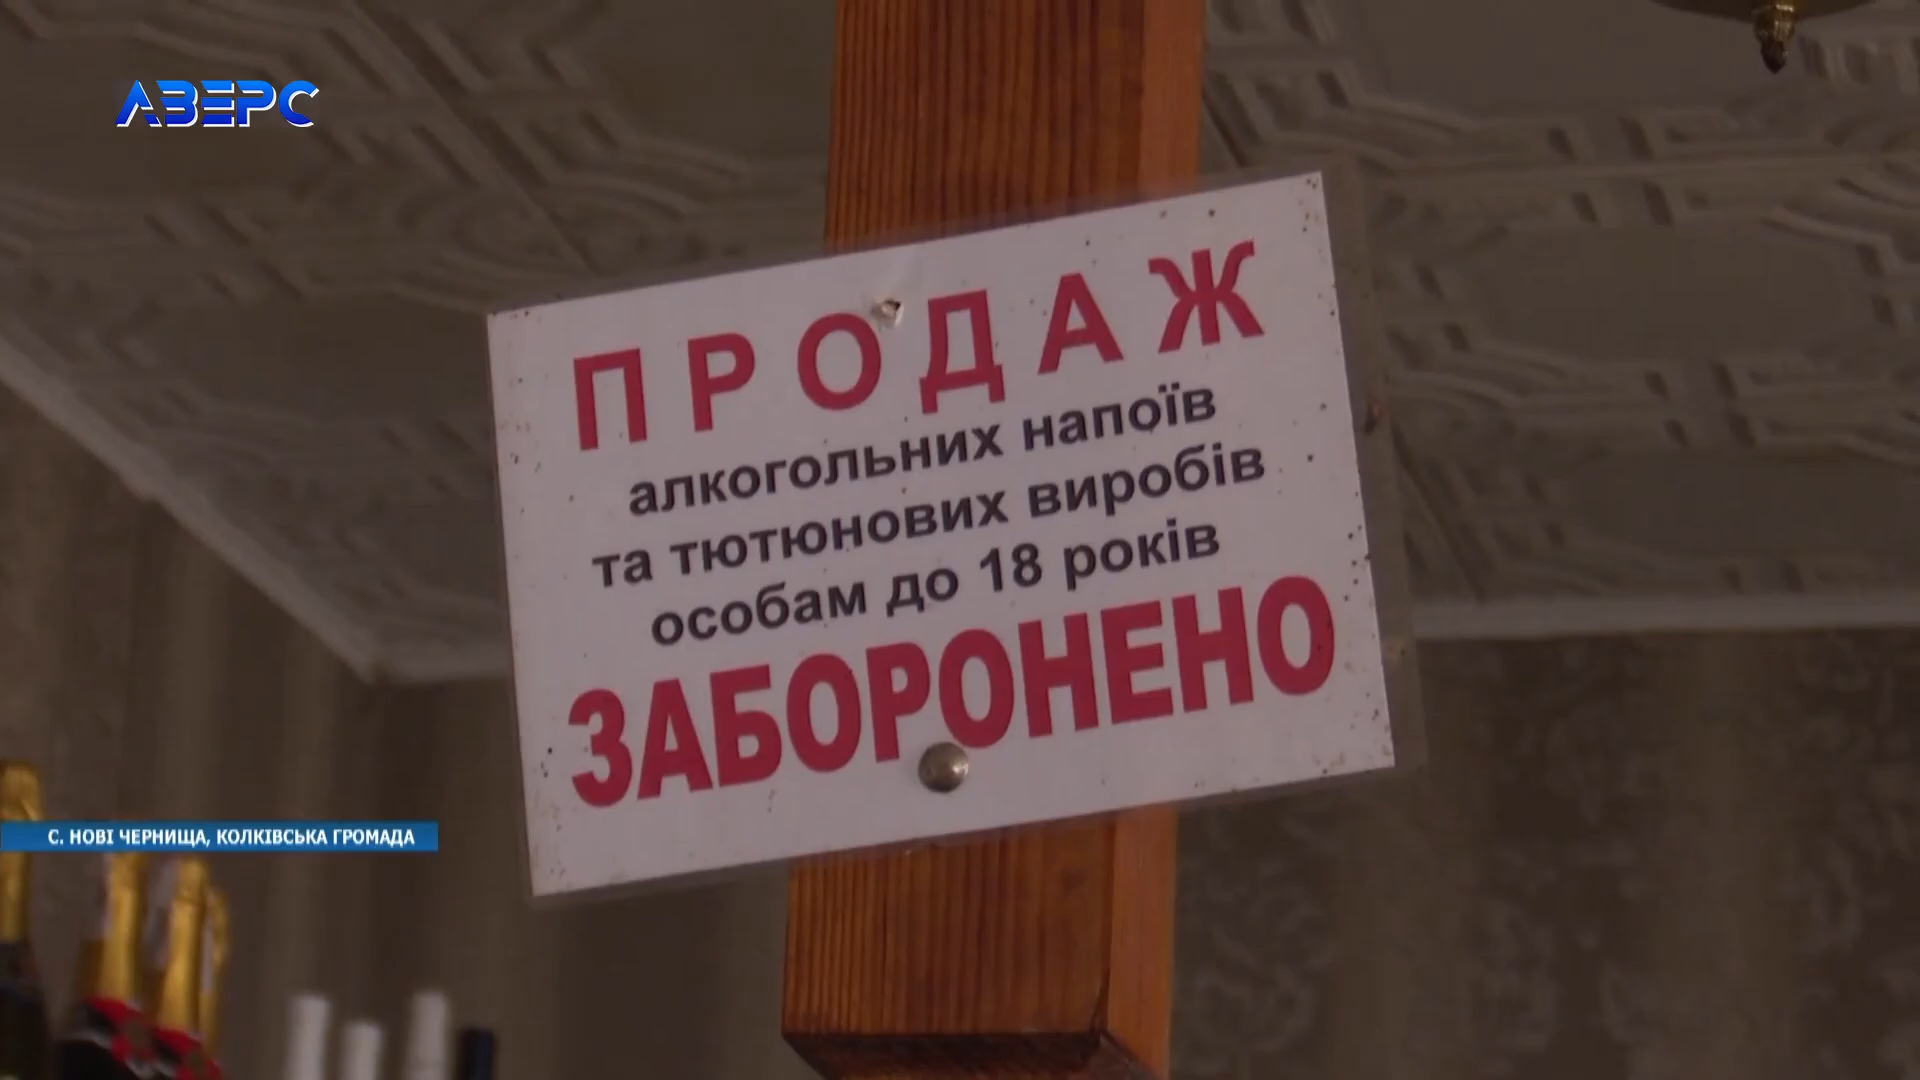 АВЕРС
ПРОДАЖ
алкогольних напоїв
та тютюнових виробів
особам до 18 років
ЗАБОРОНЕНО
С. НОВІ ЧЕРНИЩА, КОЛКІВСЬКА ГРОМАДА